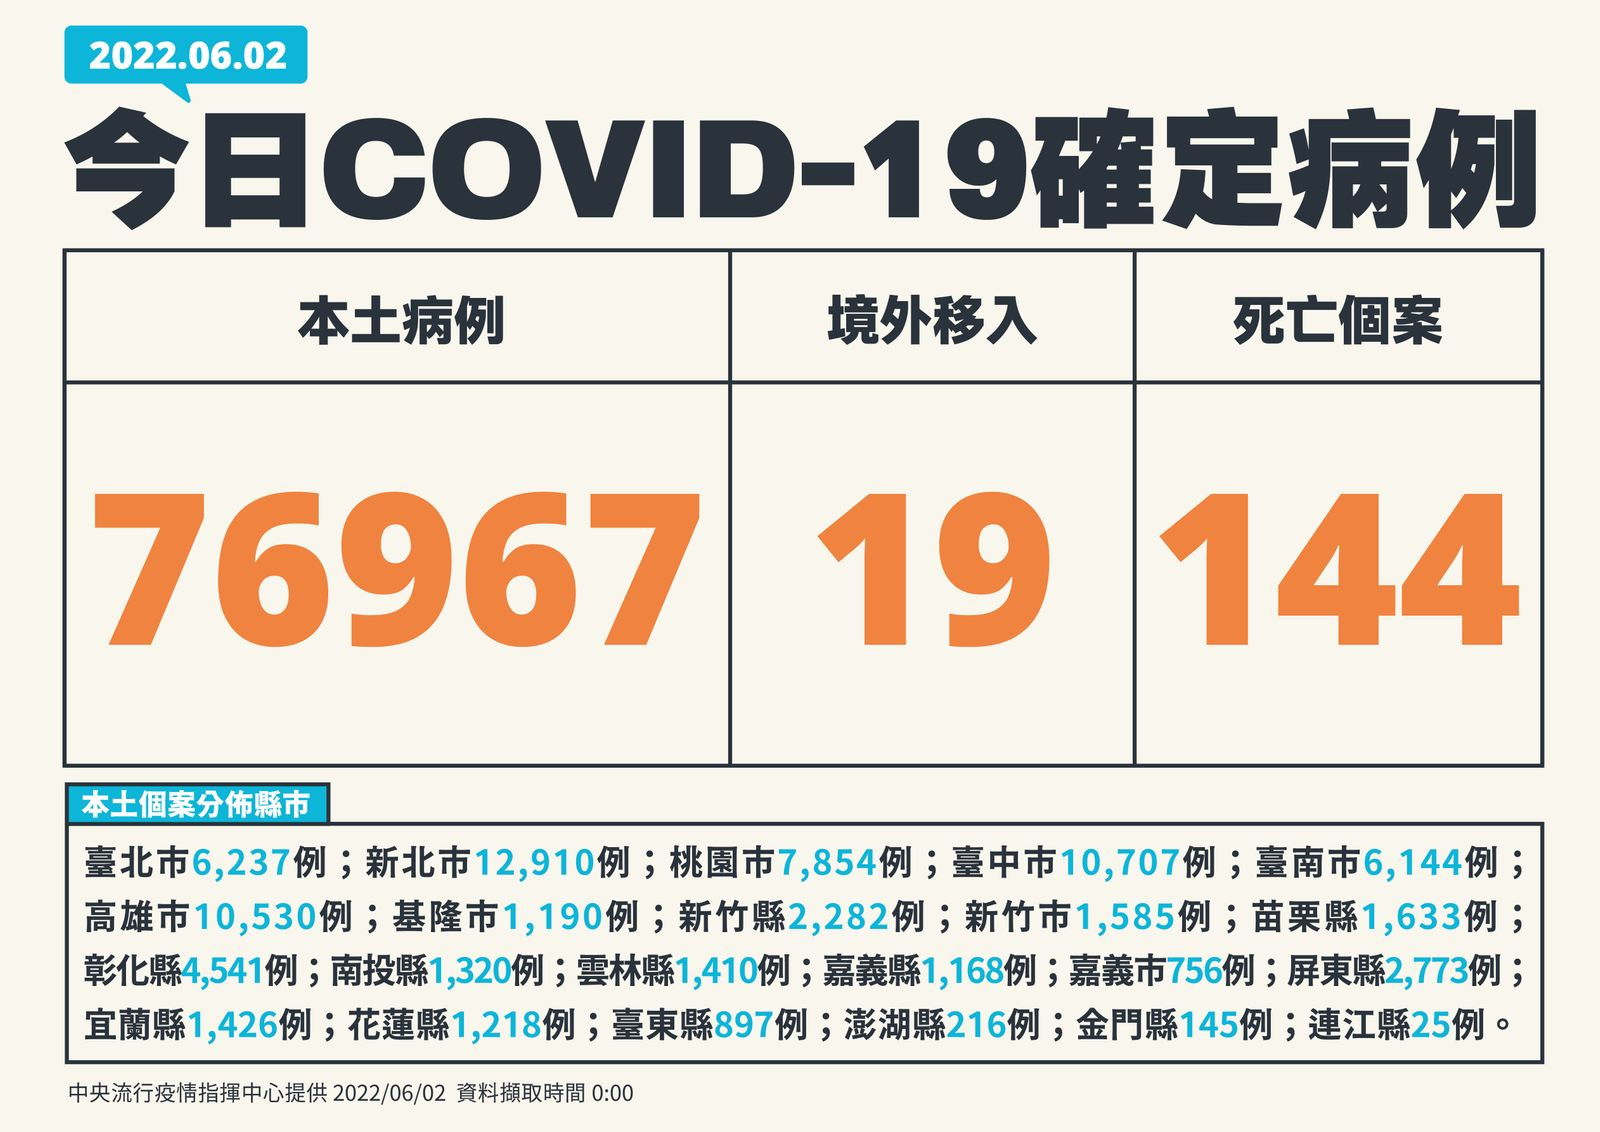 2022.06.02
今日COVID-19確定病例
本土病例 境外移入 死亡個案
76967 19 144
本土個案分佈縣市
臺北市6,237例；新北市12,910例；桃園市7,854例；臺中市10,707例；臺南市6,144例；
高雄市10,530例；基隆市1,190例；新竹縣2,282例；新竹市1,585例；苗栗縣1,633例；
彰化縣4,541例；南投縣1,320例；雲林縣1,410例；嘉義縣1,168例；嘉義市756例；屏東縣2,773例；
宜蘭縣1,426例；花蓮縣1,218例；臺東縣897例；澎湖縣216例；金門縣145例；連江縣25例。
中央流行疫情指揮中心提供 2022/06/02 資料擷取時間 0:00